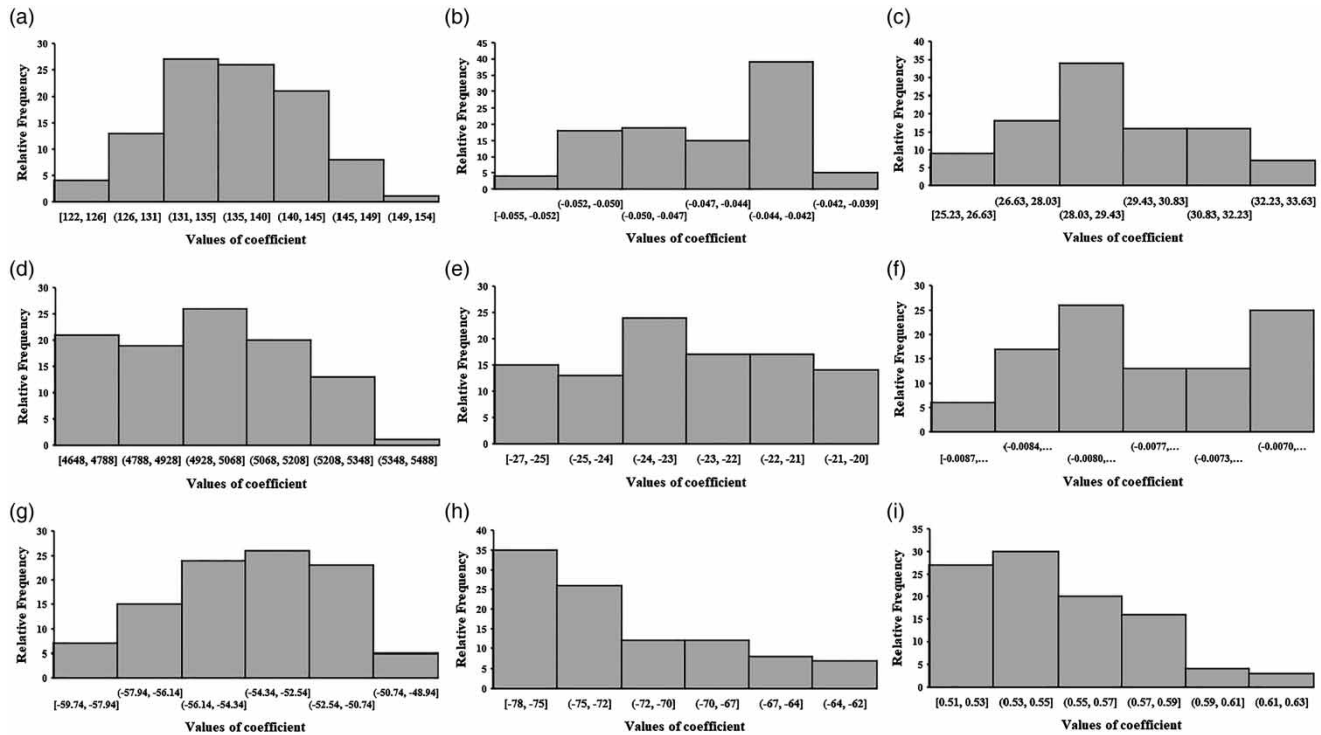 (a)
Relative Frequency
30
25
20
15
10
5
0
[122, 126] (126, 131] (131, 135] (135, 140] (140, 145] (145, 149] (149, 154]
Values of coefficient
(b)
Relative Frequency
45
40
35
30
25
20
15
10
5
0
(-0.052, -0.050] (-0.047, -0.044] (-0.042, -0.039]
[-0.055, -0.052] (-0.050, -0.047] (-0.044, -0.042]
Values of coefficient
(c)
Relative Frequency
40
35
30
25
20
15
10
5
0
(26.63, 28.03] (29.43, 30.83] (32.23, 33.63]
[25.23, 26.63] (28.03, 29.43] (30.83, 32.23]
Values of coefficient
(d)
Relative Frequency
30
25
20
15
10
5
0
[4648, 4788] (4788, 4928] (4928, 5068] (5068, 5208] (5208, 5348] (5348, 5488]
Values of coefficient
(e)
Relative Frequency
30
25
20
15
10
5
0
[-27, -25] (-25, -24] (-24, -23] (-23, -22] (-22, -21] (-21, -20]
Values of coefficient
(f)
Relative Frequency
30
25
20
15
10
5
0
(-0.0084,... (-0.0077,... (-0.0070,...
[-0.0087,... (-0.0080,... (-0.0073,...
Values of coefficient
(g)
Relative Frequency
30
25
20
15
10
5
0
(-57.94, -56.14] (-54.34, -52.54] (-50.74, -48.94]
[-59.74, -57.94] (-56.14, -54.34] (-52.54, -50.74]
Values of coefficient
(h)
Relative Frequency
40
35
30
25
20
15
10
5
0
[-78, -75] (-75, -72] (-72, -70] (-70, -67] (-67, -64] (-64, -62]
Values of coefficient
(i)
Relative Frequency
35
30
25
20
15
10
5
0
[0.51, 0.53] (0.53, 0.55] (0.55, 0.57] (0.57, 0.59] (0.59, 0.61] (0.61, 0.63]
Values of coefficient